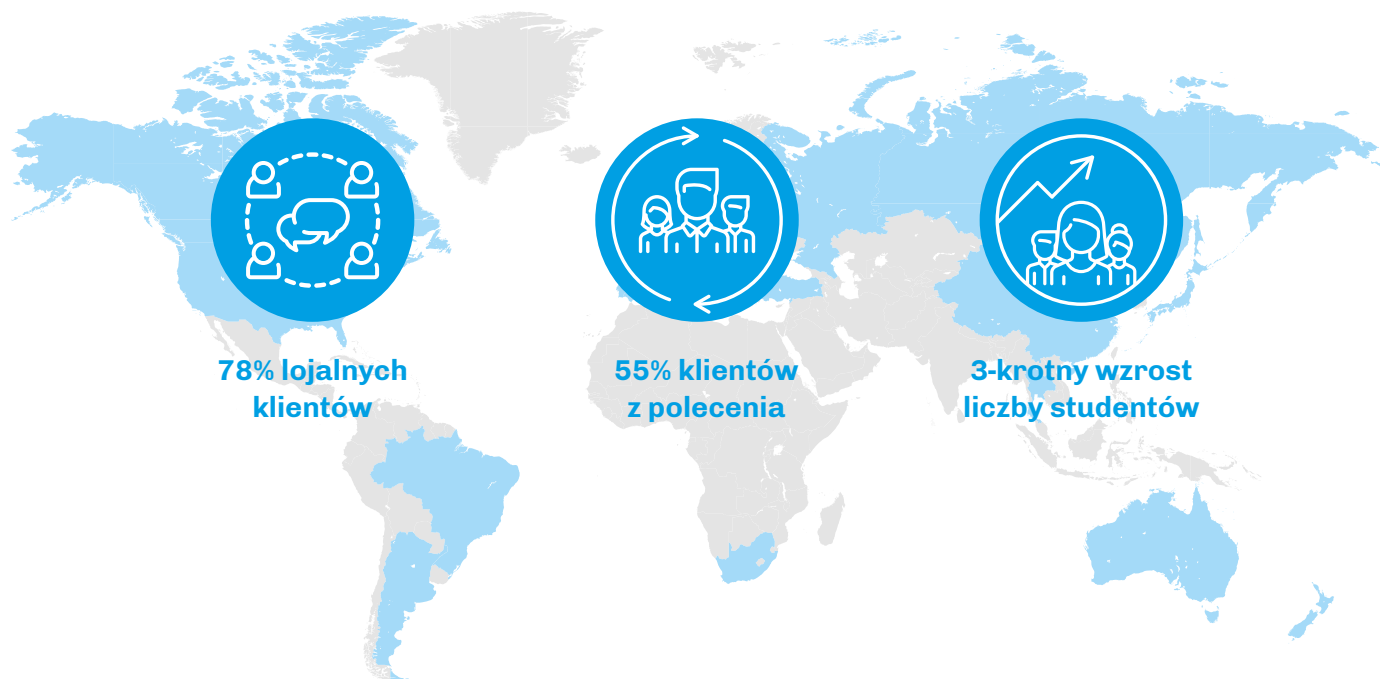 78% lojalnych
klientów
55% klientów
z polecenia
3-krotny wzrost
liczby studentów